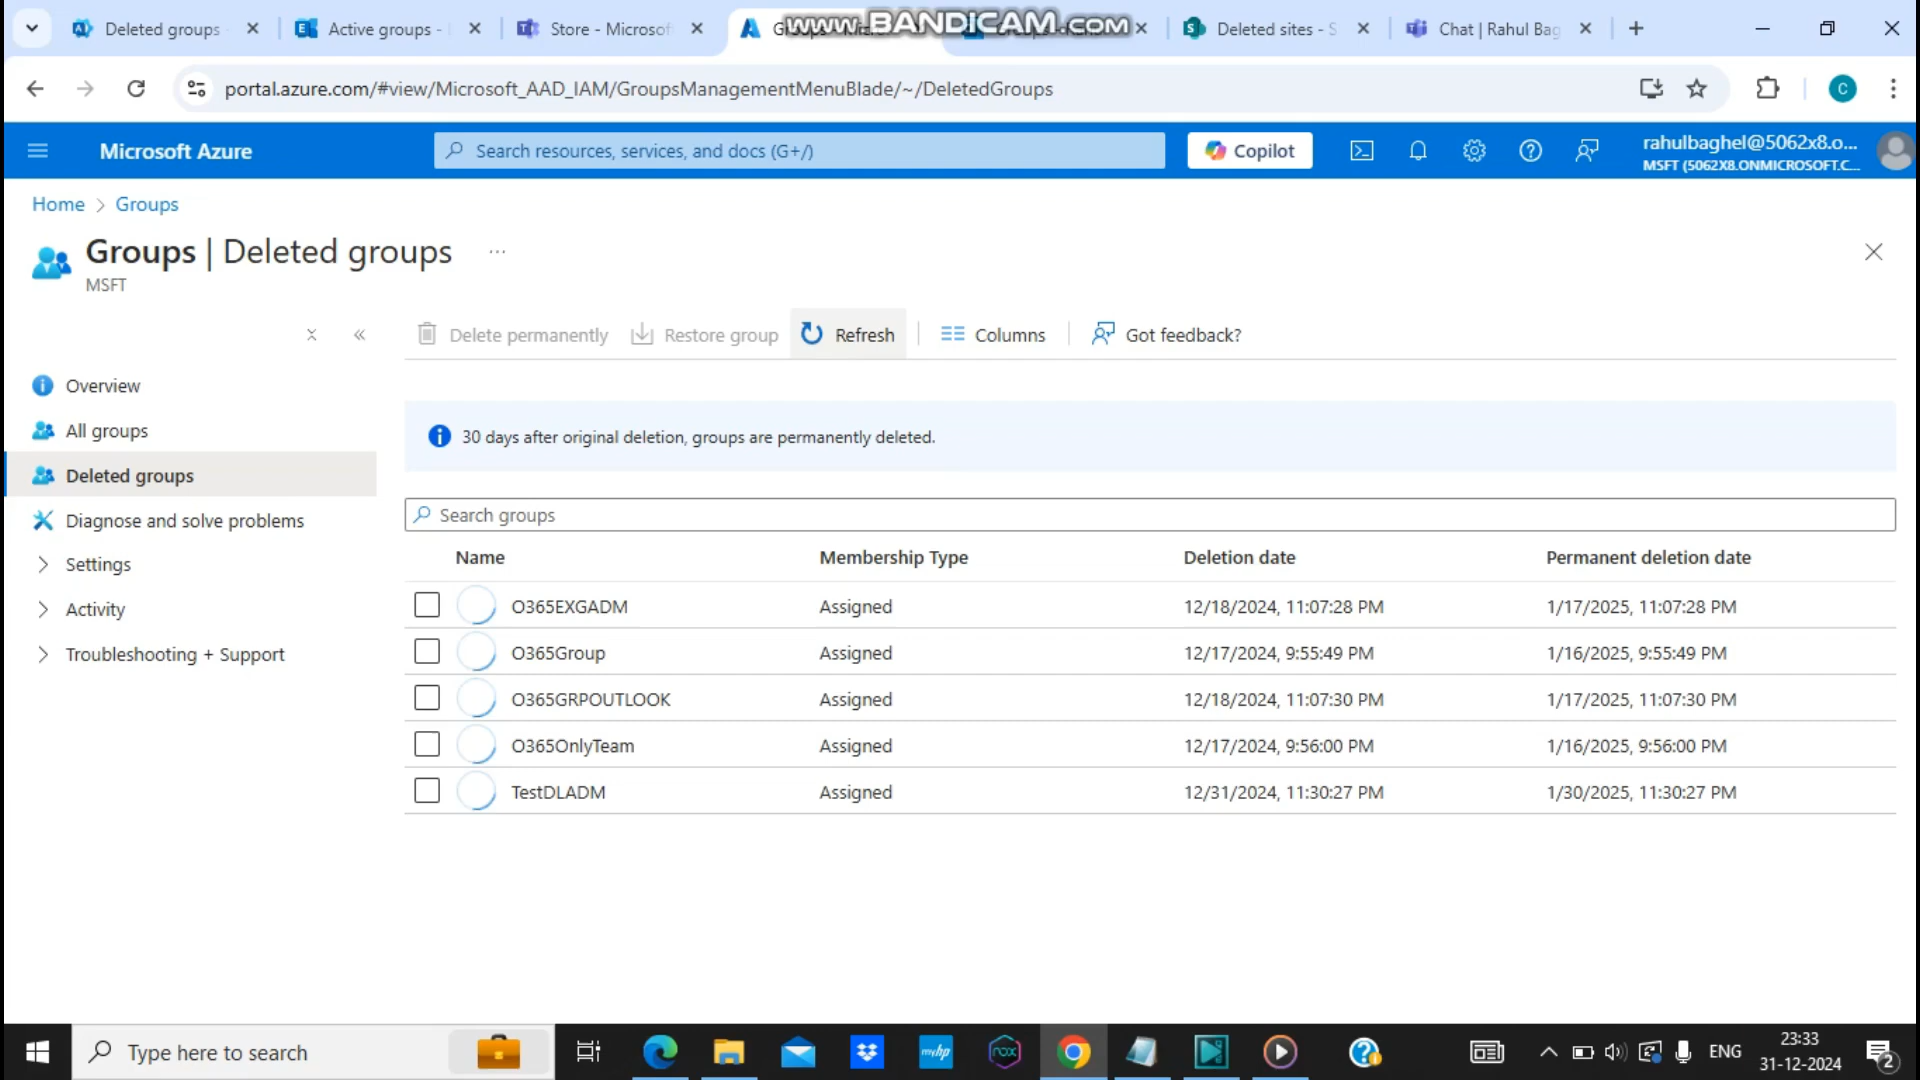 Deleted groups
Active groups -
Store - Microsof
www.BANDICAM.com
Deleted sites - S
Chat | Rahul Bag
portal.azure.com/#view/Microsoft_AAD_IAM/GroupsManagementMenuBlade/~/DeletedGroups
C
Microsoft Azure
Search resources, services, and docs (G+/)
Copilot
rahulbaghel@5062x8.o...
MSFT (5062X8.ONMICROSOFT.C...
Home > Groups
Groups | Deleted groups
MSFT
Delete permanently
Restore group
Refresh
Columns
Got feedback?
Overview
All groups
Deleted groups
Diagnose and solve problems
Settings
Activity
Troubleshooting + Support
30 days after original deletion, groups are permanently deleted.
Search groups
Name Membership Type Deletion date Permanent deletion date
O365EXGADM Assigned 12/18/2024, 11:07:28 PM 1/17/2025, 11:07:28 PM
O365Group Assigned 12/17/2024, 9:55:49 PM 1/16/2025, 9:55:49 PM
O365GRPOUTLOOK Assigned 12/18/2024, 11:07:30 PM 1/17/2025, 11:07:30 PM
O365OnlyTeam Assigned 12/17/2024, 9:56:00 PM 1/16/2025, 9:56:00 PM
TestDLADM Assigned 12/31/2024, 11:30:27 PM 1/30/2025, 11:30:27 PM
Type here to search
myhp
nox
ENG
23:33
31-12-2024
2